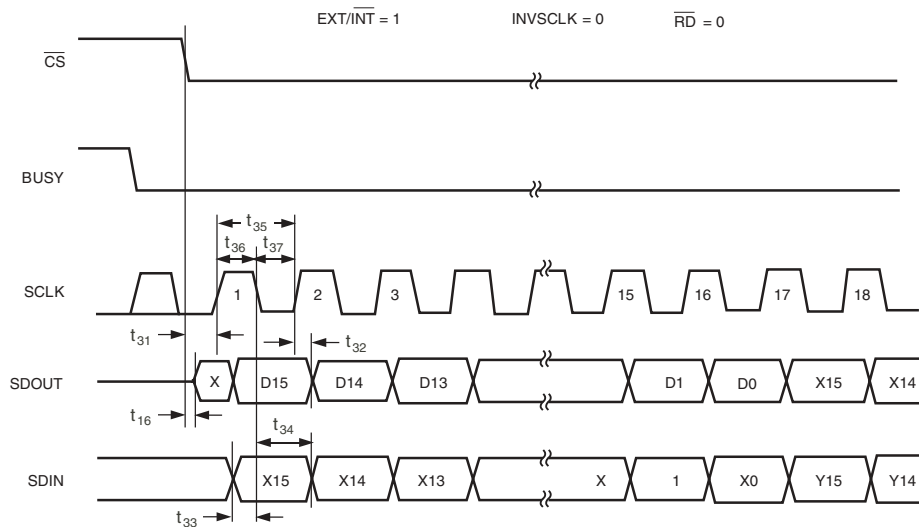 EXT/INT = 1 INVSCLK = 0 RD = 0
CS
BUSY
t35
t36 t37
SCLK 1 2 3 15 16 17 18
t31 t32
SDOUT X D15 D14 D13 D1 D0 X15 X14
t16 t34
SDIN X15 X14 X13 X 1 X0 Y15 Y14
t33